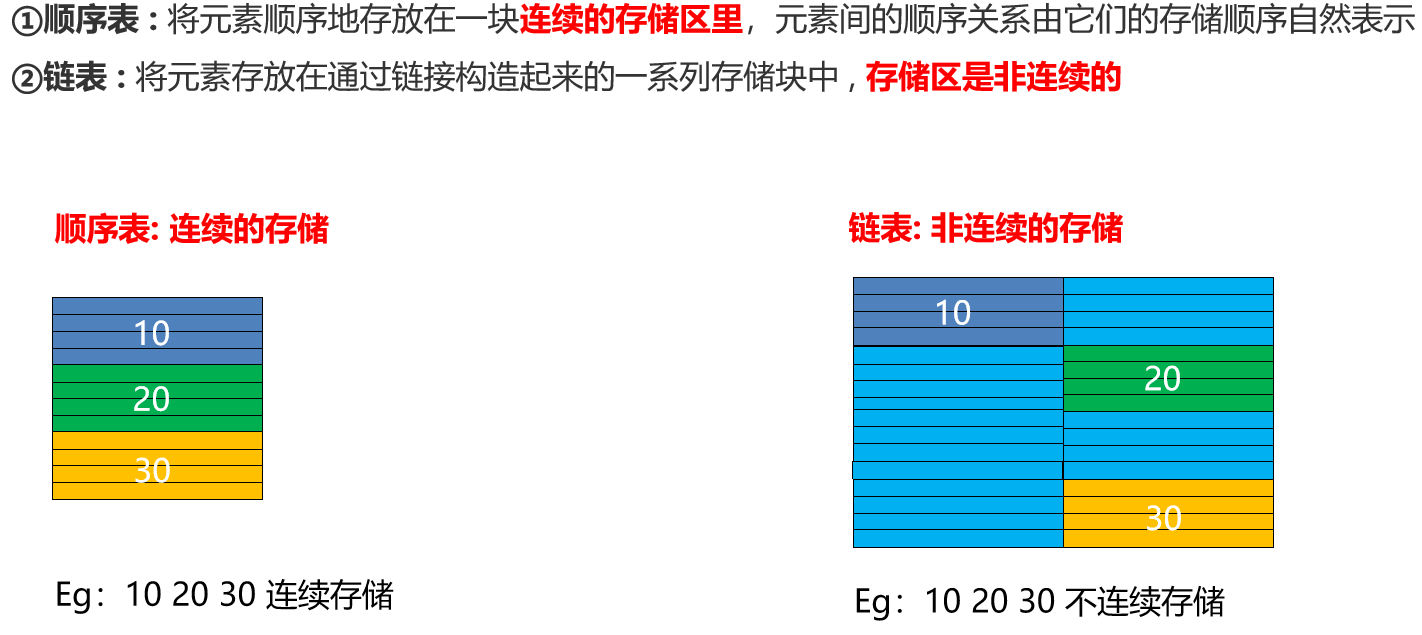 ①顺序表：将元素顺序地存放在一块连续的存储区里，元素间的顺序关系由它们的存储顺序自然表示
②链表：将元素存放在通过链接构造起来的一系列存储块中 , 存储区是非连续的
顺序表: 连续的存储
链表: 非连续的存储
10
20
30
10
20
30
Eg：10 20 30 连续存储
Eg：10 20 30 不连续存储